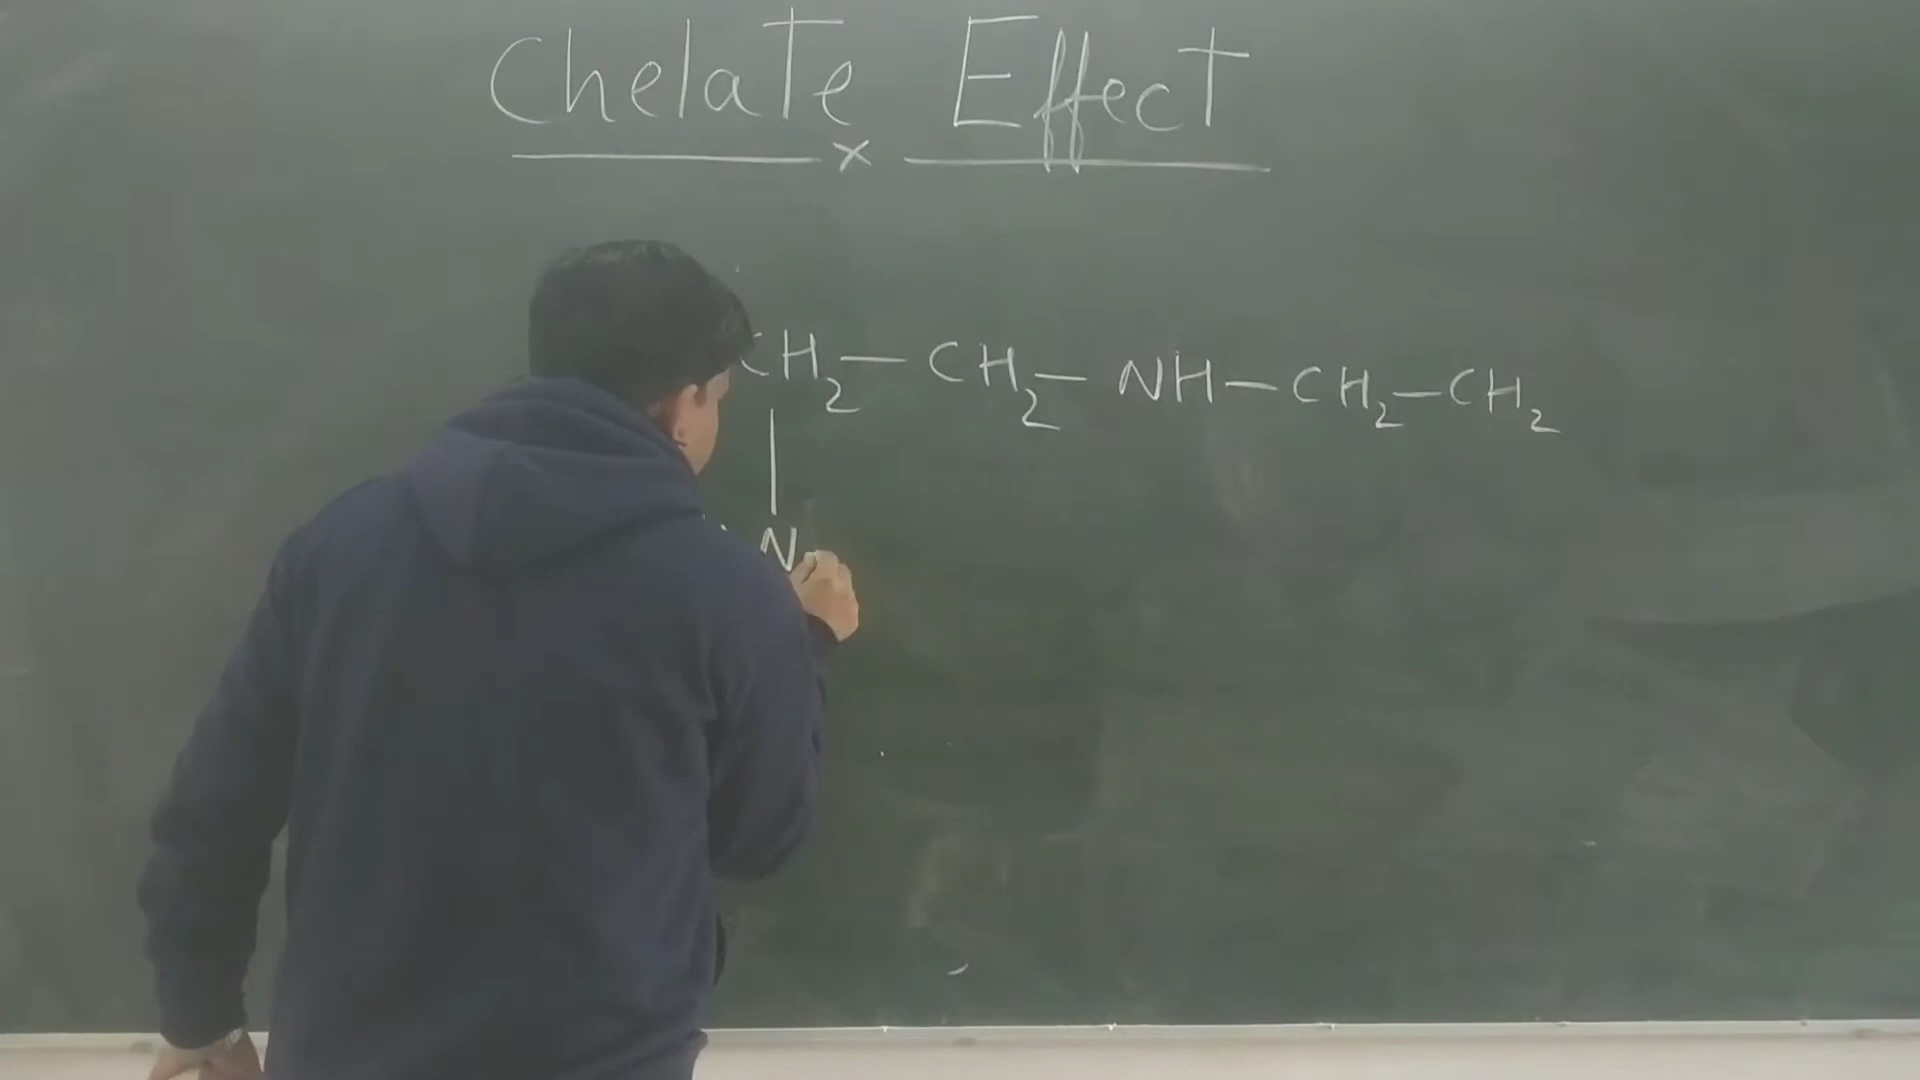 Chelate Effect
CH₂—CH₂—NH—CH₂—CH₂
N